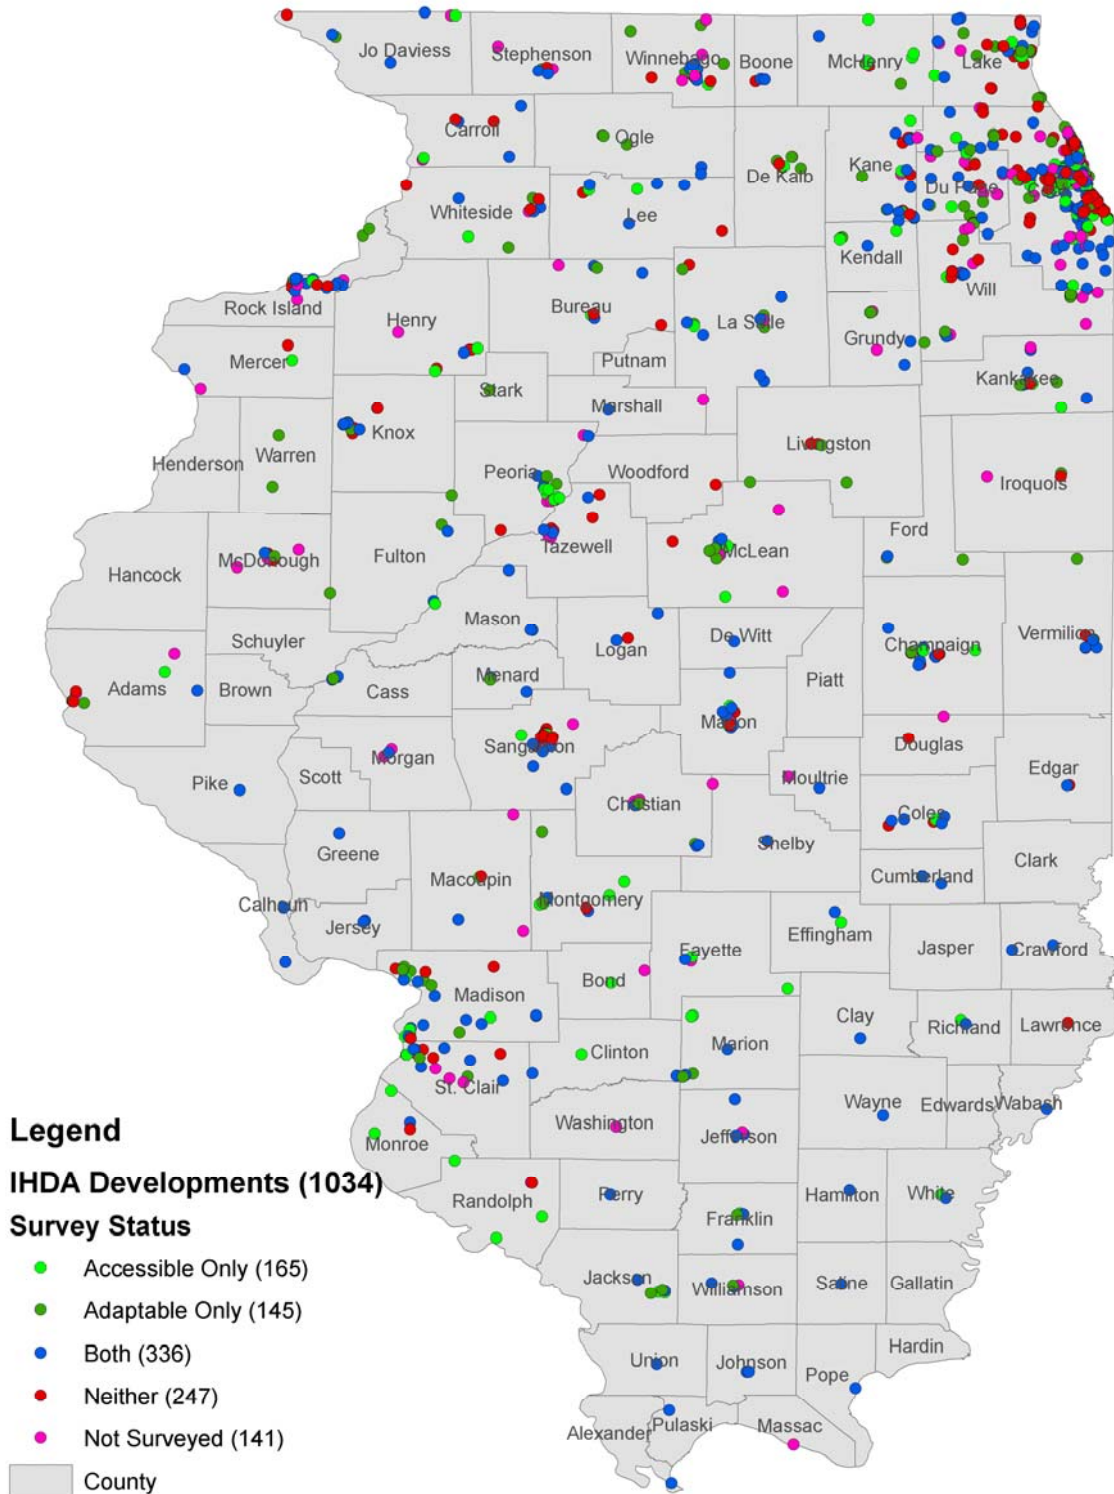 Jo Daviess
Stephenson
Winnebago
Boone
McHenry
Lake
Carroll
Ogle
De Kalb
Kane
Du Page
Whiteside
Lee
Kendall
Will
Rock Island
Henry
Bureau
La Salle
Grundy
Mercer
Putnam
Kankakee
Stark
Marshall
Knox
Henderson
Warren
Livingston
Peoria
Woodford
Iroquois
Ford
McDonough
Fulton
Tazewell
McLean
Hancock
Mason
De Witt
Vermilion
Schuyler
Logan
Champaign
Adams
Brown
Cass
Menard
Piatt
Macon
Morgan
Sangamon
Douglas
Pike
Scott
Moultrie
Edgar
Christian
Coles
Greene
Shelby
Clark
Macoupin
Cumberland
Montgomery
Calhoun
Jersey
Effingham
Fayette
Jasper
Crawford
Bond
Madison
Clay
Richland
Lawrence
Clinton
Marion
St. Clair
Wayne
Edwards
Wabash
Washington
Jefferson
Monroe
Randolph
Perry
Hamilton
White
Franklin
Jackson
Williamson
Saline
Gallatin
Hardin
Union
Johnson
Pope
Alexander
Pulaski
Massac
Legend
IHDA Developments (1034)
Survey Status
Accessible Only (165)
Adaptable Only (145)
Both (336)
Neither (247)
Not Surveyed (141)
County